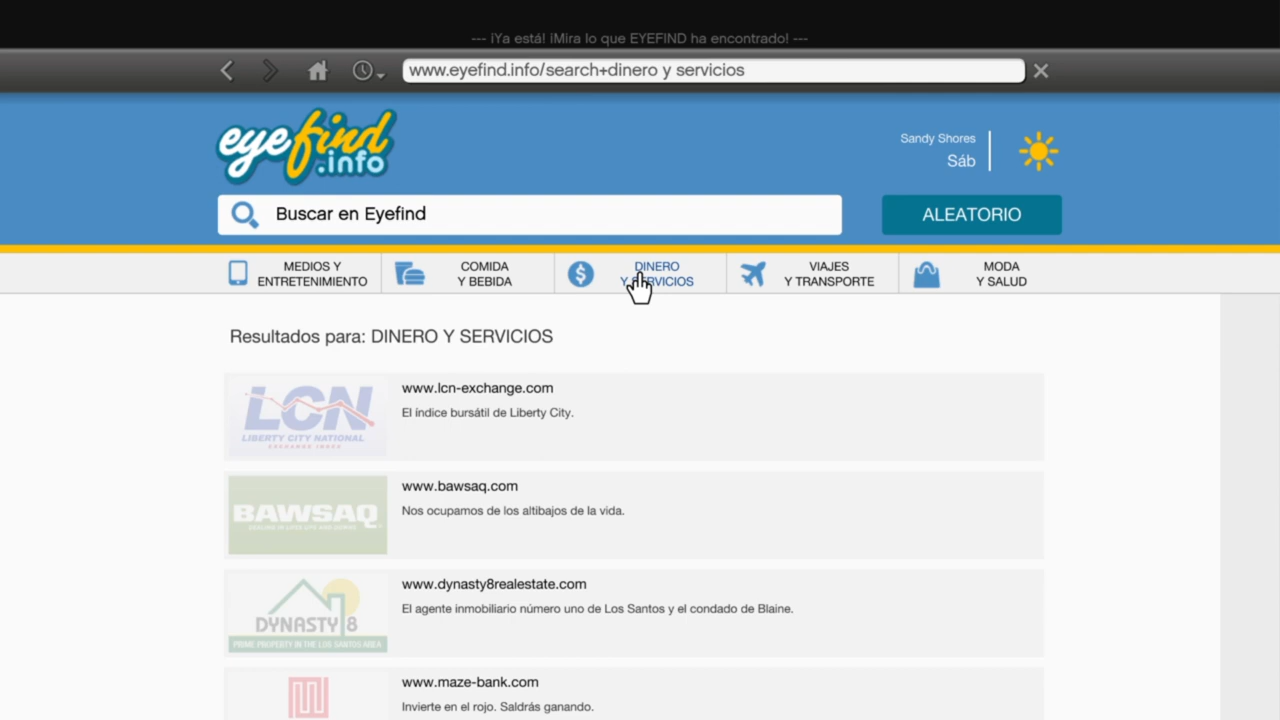 --- ¡Ya está! ¡Mira lo que EYEFIND ha encontrado! ---
www.eyefind.info/search+dinero y servicios
eyefind
.info
Sandy Shores
Sáb
Buscar en Eyefind
ALEATORIO
MEDIOS Y
ENTRETENIMIENTO
COMIDA
Y BEBIDA
DINERO
Y SERVICIOS
VIAJES
Y TRANSPORTE
MODA
Y SALUD
Resultados para: DINERO Y SERVICIOS
LCN
LIBERTY CITY NATIONAL
EXCHANGE INDEX
www.lcn-exchange.com
El índice bursátil de Liberty City.
BAWSAQ
www.bawsaq.com
Nos ocupamos de los altibajos de la vida.
DYNASTY 8
PRIME PROPERTY IN THE LOS SANTOS AREA
www.dynasty8realestate.com
El agente inmobiliario número uno de Los Santos y el condado de Blaine.
www.maze-bank.com
Invierte en el rojo. Saldrás ganando.